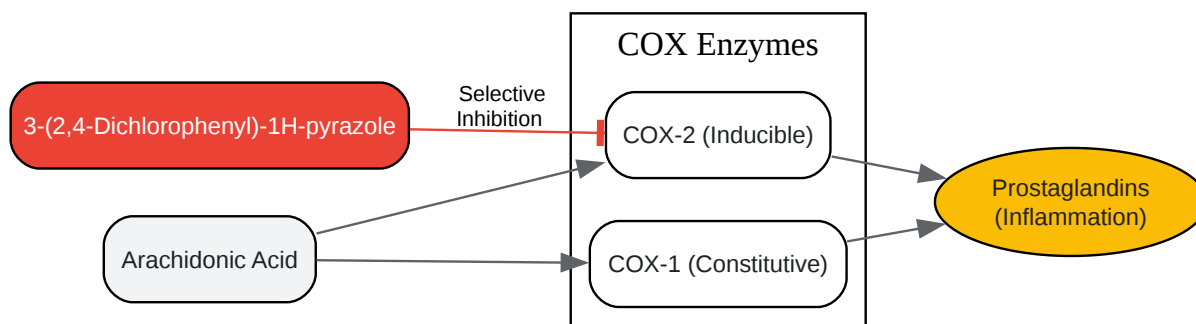 COX Enzymes
3-(2,4-Dichlorophenyl)-1H-pyrazole
Selective
Inhibition
COX-2 (Inducible)
Prostaglandins
(Inflammation)
Arachidonic Acid
COX-1 (Constitutive)